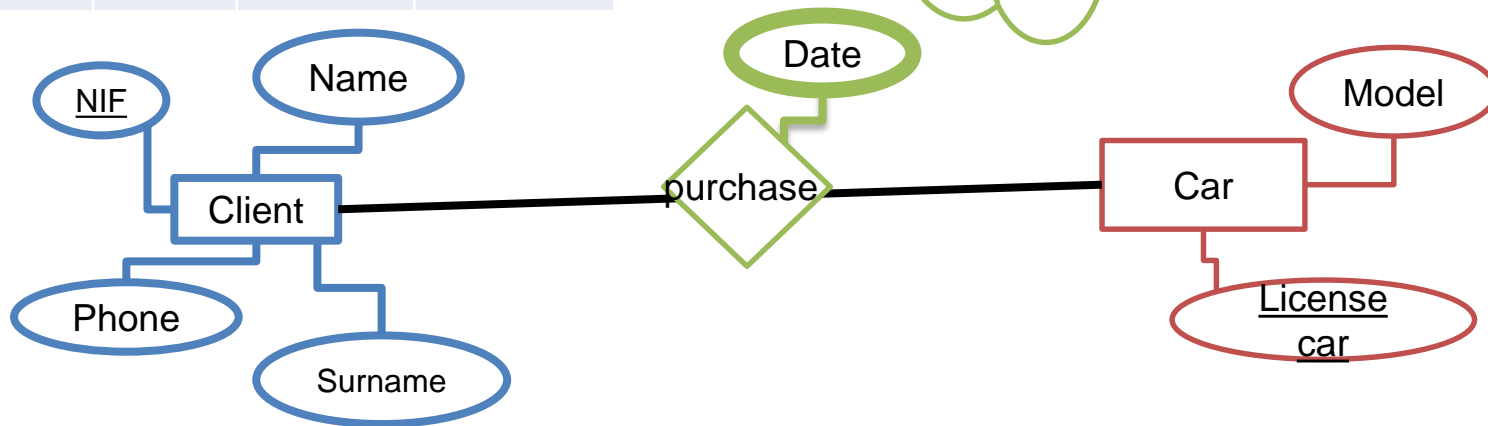 Date
Name
Model
NIF
purchase
Car
Client
License
car
Phone
Surname